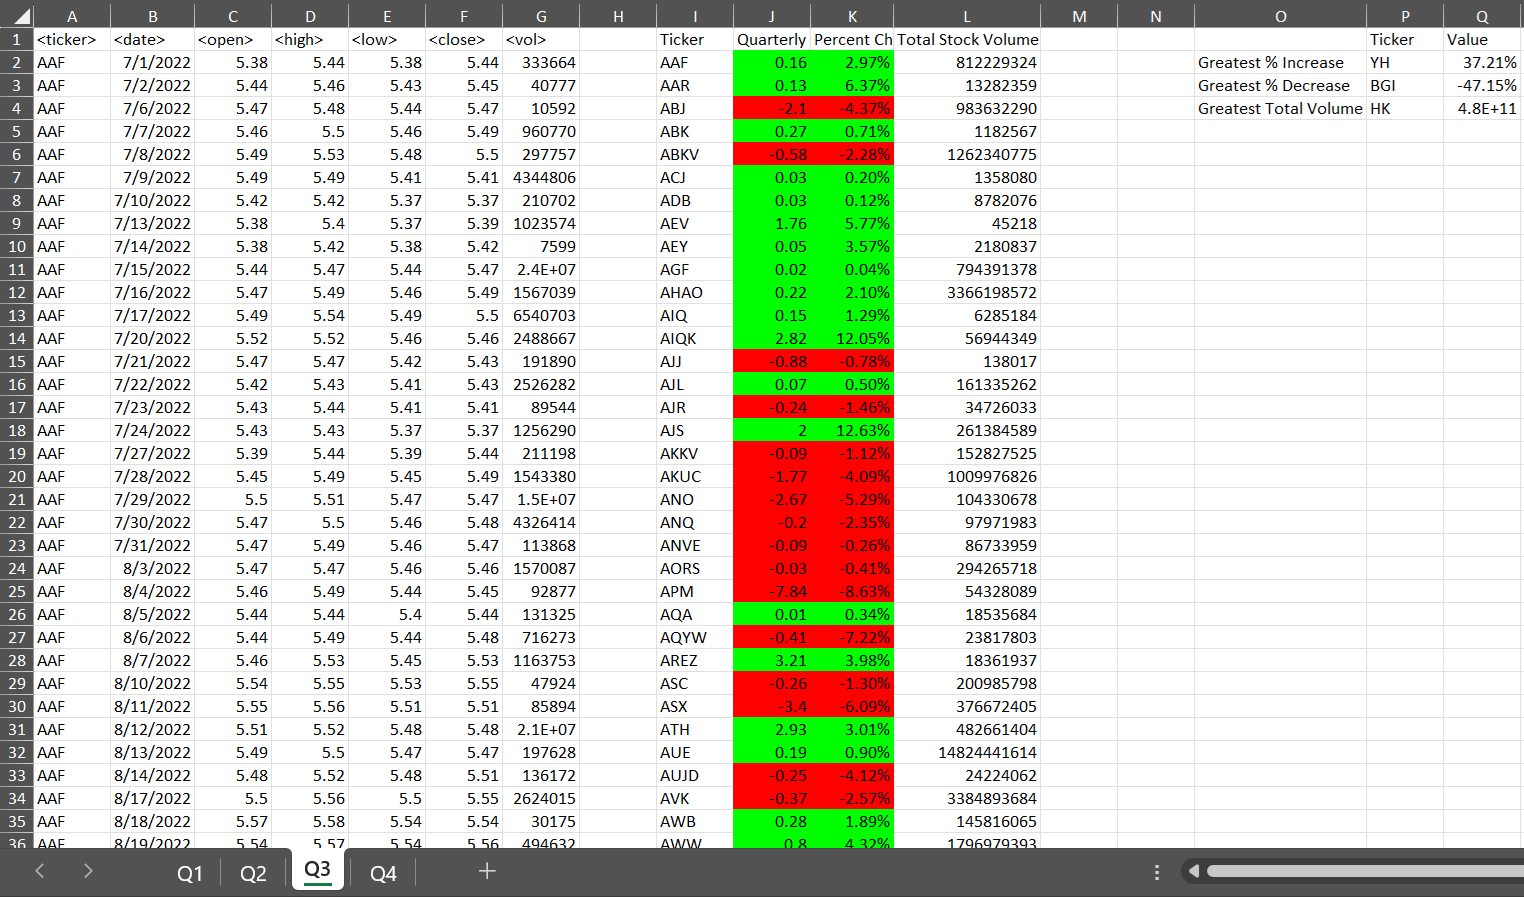 A B C D E F G H I J K L M N O P Q
1 <ticker> <date> <open> <high> <low> <close> <vol> Ticker Quarterly Percent Ch Total Stock Volume Ticker Value
2 AAF 7/1/2022 5.38 5.44 5.38 5.44 333664 AAF 0.16 2.97% 812229324 Greatest % Increase YH 37.21%
3 AAF 7/2/2022 5.44 5.46 5.43 5.45 40777 AAR 0.13 6.37% 13282359 Greatest % Decrease BGI -47.15%
4 AAF 7/6/2022 5.47 5.48 5.44 5.47 10592 ABJ -2.1 -4.37% 983632290 Greatest Total Volume HK 4.8E+11
5 AAF 7/7/2022 5.46 5.5 5.46 5.49 960770 ABK 0.27 0.71% 1182567
6 AAF 7/8/2022 5.49 5.53 5.48 5.5 297757 ABKV -0.58 -2.28% 1262340775
7 AAF 7/9/2022 5.49 5.49 5.41 5.41 4344806 ACJ 0.03 0.20% 1358080
8 AAF 7/10/2022 5.42 5.42 5.37 5.37 210702 ADB 0.03 0.12% 8782076
9 AAF 7/13/2022 5.38 5.4 5.37 5.39 1023574 AEV 1.76 5.77% 45218
10 AAF 7/14/2022 5.38 5.42 5.38 5.42 7599 AEY 0.05 3.57% 2180837
11 AAF 7/15/2022 5.44 5.47 5.44 5.47 2.4E+07 AGF 0.02 0.04% 794391378
12 AAF 7/16/2022 5.47 5.49 5.46 5.49 1567039 AHAO 0.22 2.10% 3366198572
13 AAF 7/17/2022 5.49 5.54 5.49 5.5 6540703 AIQ 0.15 1.29% 6285184
14 AAF 7/20/2022 5.52 5.52 5.46 5.46 2488667 AIQK 2.82 12.05% 56944349
15 AAF 7/21/2022 5.47 5.47 5.42 5.43 191890 AJJ -0.88 -0.78% 138017
16 AAF 7/22/2022 5.42 5.43 5.41 5.43 2526282 AJL 0.07 0.50% 161335262
17 AAF 7/23/2022 5.43 5.44 5.41 5.41 89544 AJR -0.24 -1.46% 34726033
18 AAF 7/24/2022 5.43 5.43 5.37 5.37 1256290 AJS 2 12.63% 261384589
19 AAF 7/27/2022 5.39 5.44 5.39 5.44 211198 AKKV -0.09 -1.12% 152827525
20 AAF 7/28/2022 5.45 5.49 5.45 5.49 1543380 AKUC -1.77 -4.09% 1009976826
21 AAF 7/29/2022 5.5 5.51 5.47 5.47 1.5E+07 ANO -2.67 -5.29% 104330678
22 AAF 7/30/2022 5.47 5.5 5.46 5.48 4326414 ANQ -0.2 -2.35% 97971983
23 AAF 7/31/2022 5.47 5.49 5.46 5.47 113868 ANVE -0.09 -0.26% 86733959
24 AAF 8/3/2022 5.47 5.47 5.46 5.46 1570087 AORS -0.03 -0.41% 294265718
25 AAF 8/4/2022 5.46 5.49 5.44 5.45 92877 APM -7.84 -8.63% 54328089
26 AAF 8/5/2022 5.44 5.44 5.4 5.44 131325 AQA 0.01 0.34% 18535684
27 AAF 8/6/2022 5.44 5.49 5.44 5.48 716273 AQYW -0.41 -7.22% 23817803
28 AAF 8/7/2022 5.46 5.53 5.45 5.53 1163753 AREZ 3.21 3.98% 18361937
29 AAF 8/10/2022 5.54 5.55 5.53 5.55 47924 ASC -0.26 -1.30% 200985798
30 AAF 8/11/2022 5.55 5.56 5.51 5.51 85894 ASX -3.4 -6.09% 376672405
31 AAF 8/12/2022 5.51 5.52 5.48 5.48 2.1E+07 ATH 2.93 3.01% 482661404
32 AAF 8/13/2022 5.49 5.5 5.47 5.47 197628 AUE 0.19 0.90% 14824441614
33 AAF 8/14/2022 5.48 5.52 5.48 5.51 136172 AUJD -0.25 -4.12% 24224062
34 AAF 8/17/2022 5.5 5.56 5.5 5.55 2624015 AVK -0.37 -2.57% 3384893684
35 AAF 8/18/2022 5.57 5.58 5.54 5.54 30175 AWB 0.28 1.89% 145816065
36 AAF 8/19/2022 5.54 5.57 5.54 5.56 494632 AWW 0.8 4.32% 1796979393
Q1 Q2 Q3 Q4